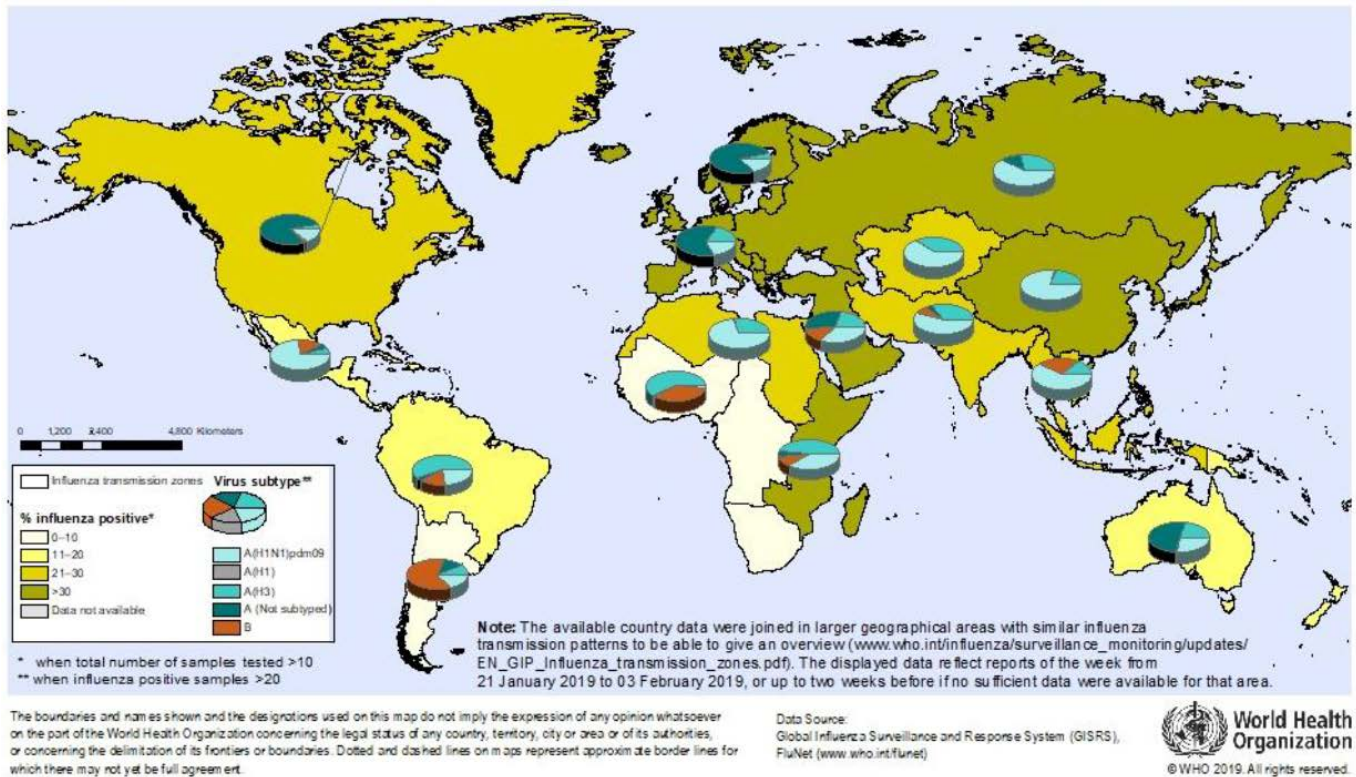 0 1,200 2,400 4,800 Kilometers
Influenza transmission zones
% influenza positive*
0–10
11–20
21–30
>30
Data not available
Virus subtype**
A(H1N1)pdm09
A(H1)
A(H3)
A (Not subtyped)
B
* when total number of samples tested >10
** when influenza positive samples >20
Note: The available country data were joined in larger geographical areas with similar influenza
transmission patterns to be able to give an overview (www.who.int/influenza/surveillance_monitoring/updates/
EN_GIP_Influenza_transmission_zones.pdf). The displayed data reflect reports of the week from
21 January 2019 to 03 February 2019, or up to two weeks before if no sufficient data were available for that area.
The boundaries and names shown and the designations used on this map do not imply the expression of any opinion whatsoever
on the part of the World Health Organization concerning the legal status of any country, territory, city or area or of its authorities,
or concerning the delimitation of its frontiers or boundaries. Dotted and dashed lines on maps represent approximate border lines for
which there may not yet be full agreement.
Data Source:
Global Influenza Surveillance and Response System (GISRS),
FluNet (www.who.int/flunet)
World Health
Organization
© WHO 2019. All rights reserved.